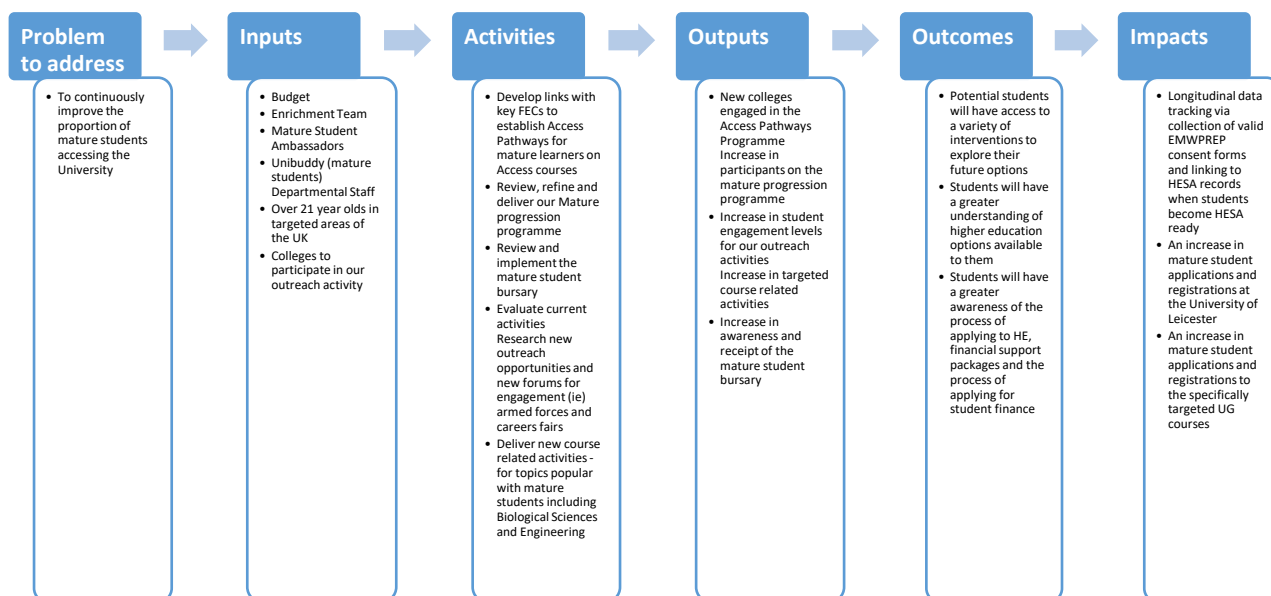 Problem
to address
• To continuously
improve the
proportion of
mature students
accessing the
University
Inputs
• Budget
• Enrichment Team
• Mature Student
Ambassadors
• Unibuddy (mature
students)
Departmental Staff
• Over 21 year olds in
targeted areas of
the UK
• Colleges to
participate in our
outreach activity
Activities
• Develop links with
key FECs to
establish Access
Pathways for
mature learners on
Access courses
• Review, refine and
deliver our Mature
progression
programme
• Review and
implement the
mature student
bursary
• Evaluate current
activities
Research new
outreach
opportunities and
new forums for
engagement (ie)
armed forces and
careers fairs
• Deliver new course
related activities -
for topics popular
with mature
students including
Biological Sciences
and Engineering
Outputs
• New colleges
engaged in the
Access Pathways
Programme
Increase in
participants on the
mature progression
programme
• Increase in student
engagement levels
for our outreach
activities
Increase in targeted
course related
activities
• Increase in
awareness and
receipt of the
mature student
bursary
Outcomes
• Potential students
will have access to
a variety of
interventions to
explore their
future options
• Students will have
a greater
understanding of
higher education
options available
to them
• Students will have
a greater
awareness of the
process of
applying to HE,
financial support
packages and the
process of
applying for
student finance
Impacts
• Longitudinal data
tracking via
collection of valid
EMWPREP
consent forms
and linking to
HESA records
when students
become HESA
ready
• An increase in
mature student
applications and
registrations at
the University of
Leicester
• An increase in
mature student
applications and
registrations to
the specifically
targeted UG
courses